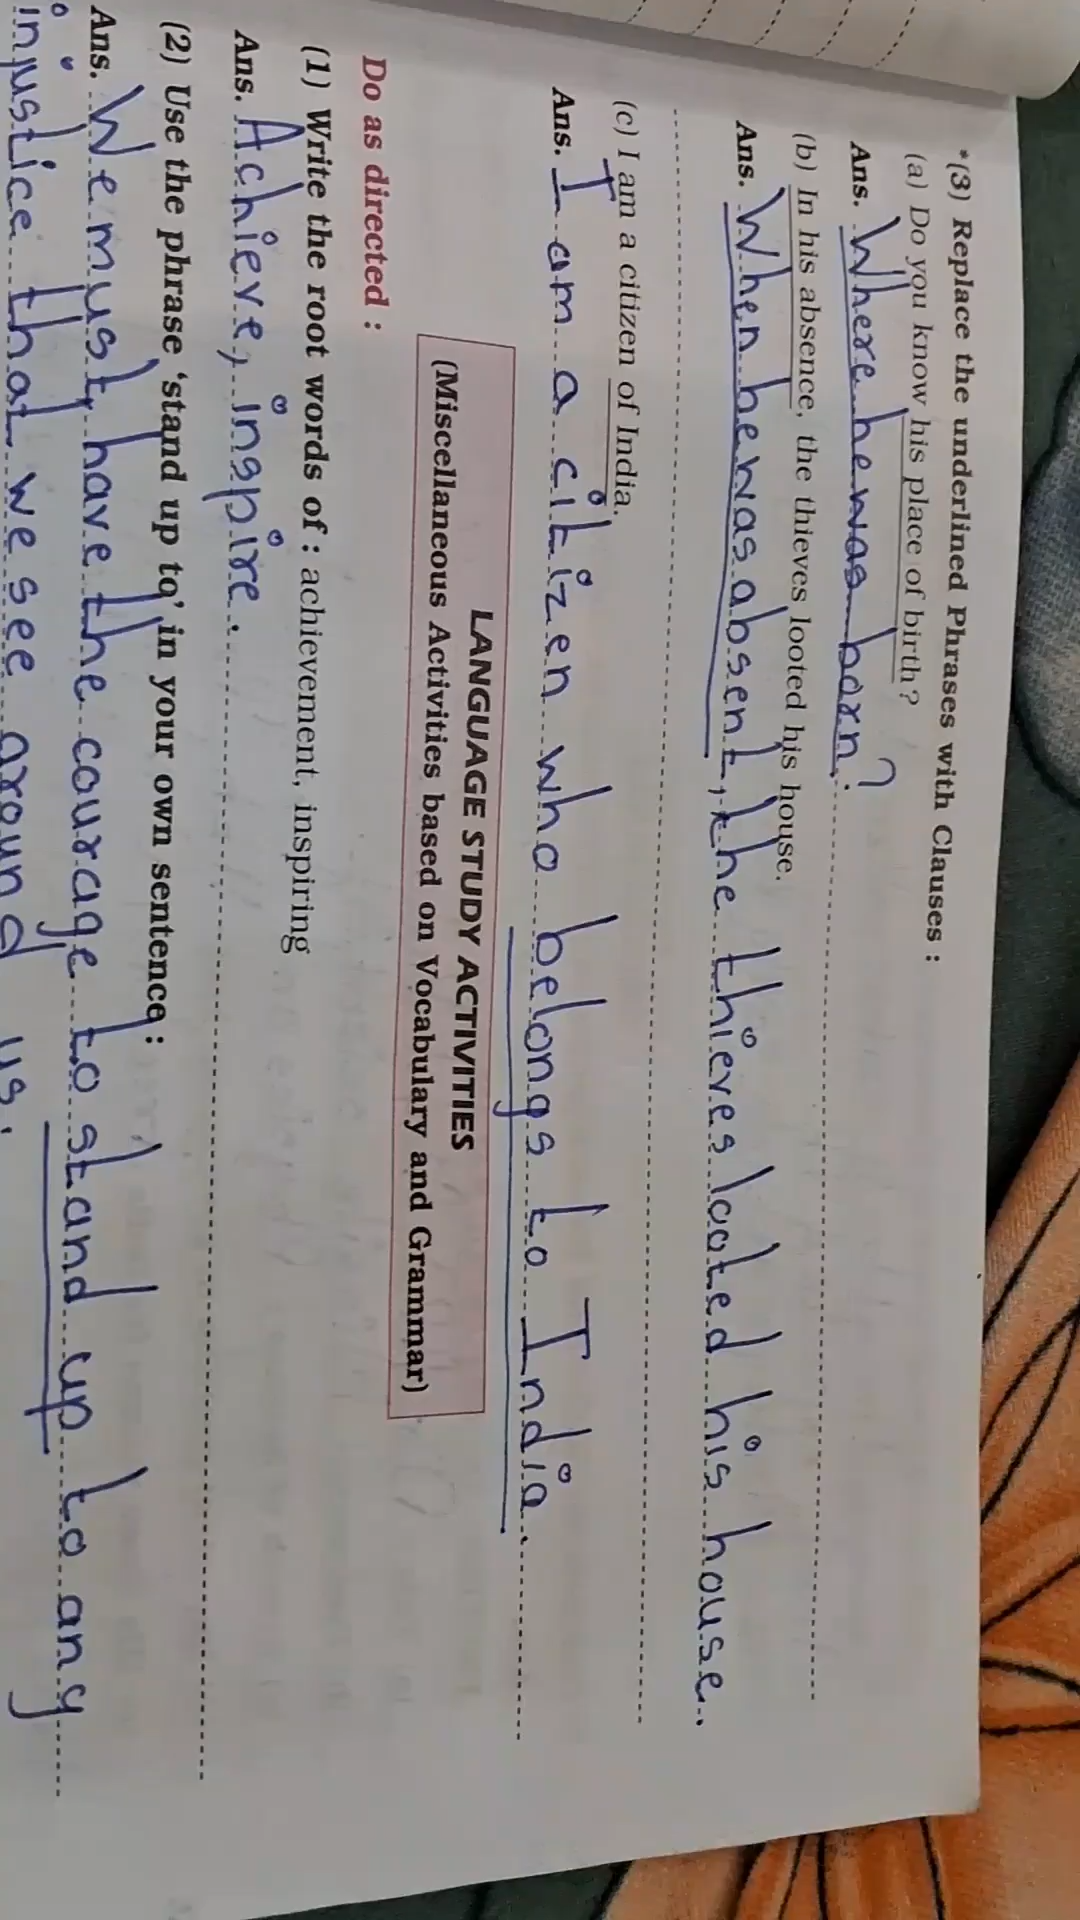 *(3) Replace the underlined Phrases with Clauses :
(a) Do you know his place of birth?
Ans. Where he was born?
(b) In his absence, the thieves looted his house.
Ans. When he was absent, the thieves looted his house.
(c) I am a citizen of India.
Ans. I am a citizen who belongs to India.
LANGUAGE STUDY ACTIVITIES
(Miscellaneous Activities based on Vocabulary and Grammar)
Do as directed :
(1) Write the root words of : achievement, inspiring
Ans. Achieve, inspire.
(2) Use the phrase 'stand up to' in your own sentence :
Ans. We must have the courage to stand up to any
injustice that we see around us.